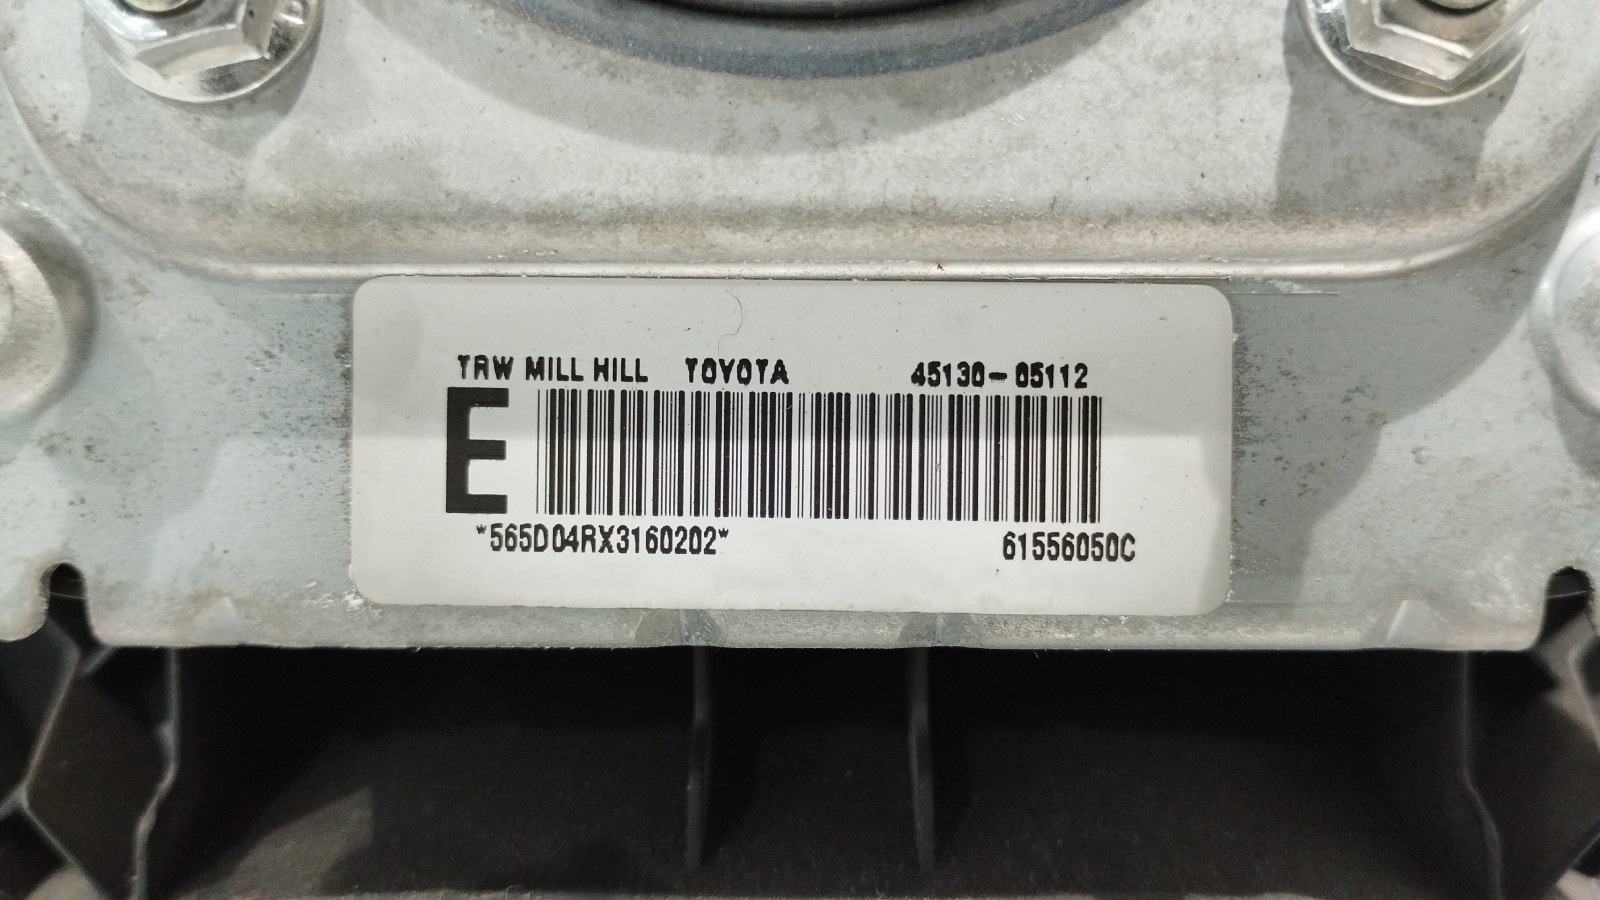 TRW MILL HILL TOYOTA 45130-05112
E
*565D04RX3160202* 61556050C